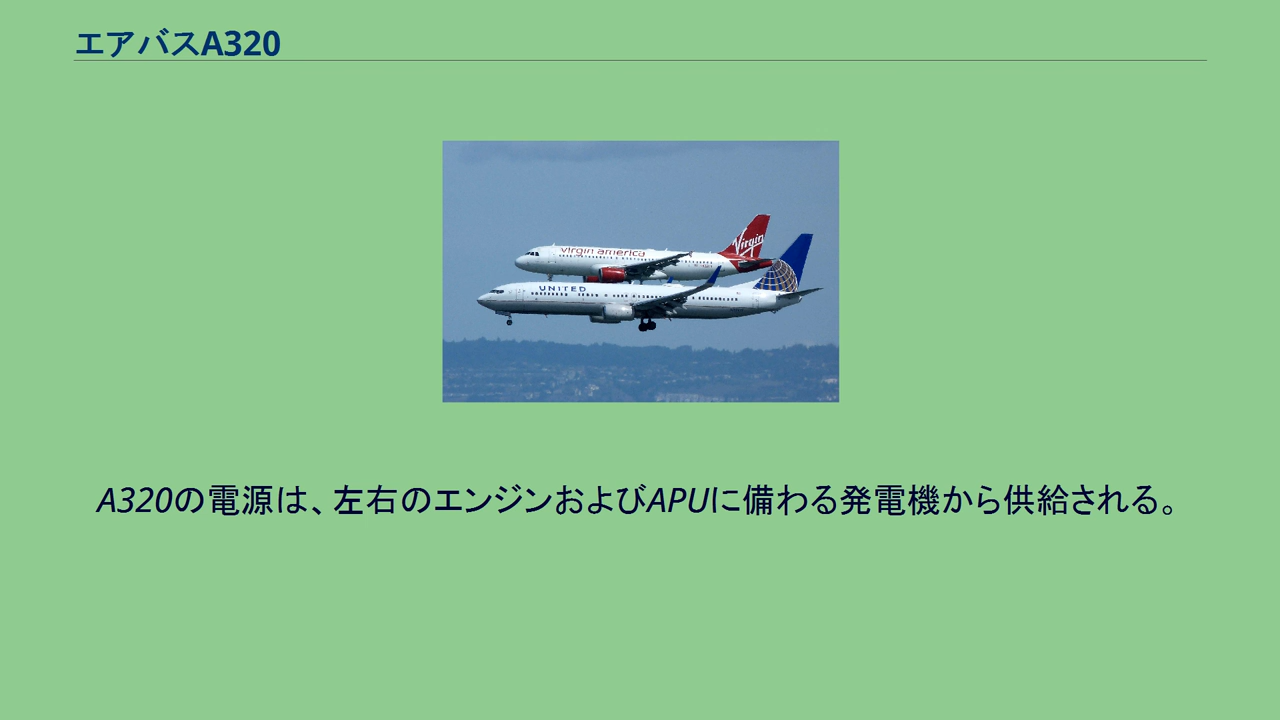 エアバスA320
Virgin
virgin america
UNITED
A320の電源は、左右のエンジンおよびAPUに備わる発電機から供給される。